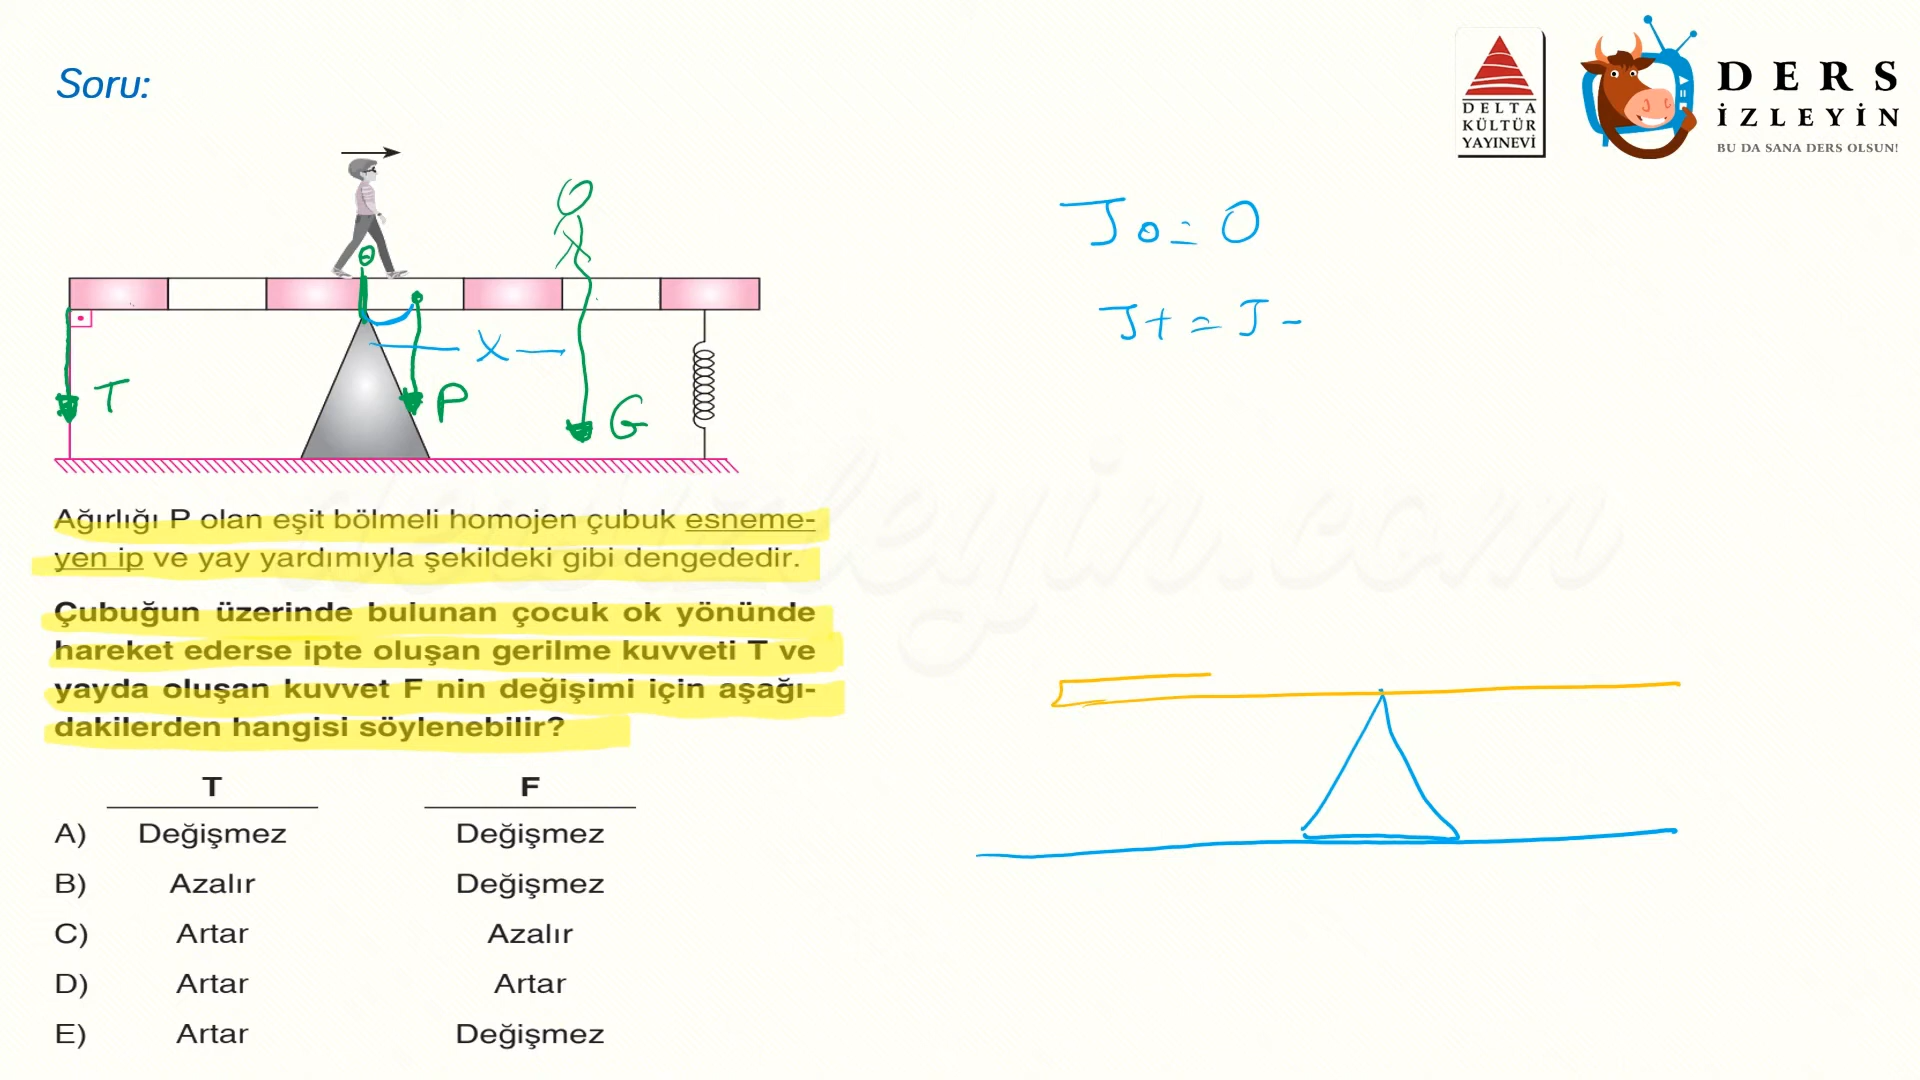 Soru:
DELTA
KÜLTÜR
YAYINEVİ
DERS
İZLEYİN
BU DA SANA DERS OLSUN!
T
P
X
G
J o = 0
J + = J -
dersizleyin.com
Ağırlığı P olan eşit bölmeli homojen çubuk esneme-
yen ip ve yay yardımıyla şekildeki gibi dengededir.
Çubuğun üzerinde bulunan çocuk ok yönünde
hareket ederse ipte oluşan gerilme kuvveti T ve
yayda oluşan kuvvet F nin değişimi için aşağı-
dakilerden hangisi söylenebilir?
T F
A) Değişmez Değişmez
B) Azalır Değişmez
C) Artar Azalır
D) Artar Artar
E) Artar Değişmez